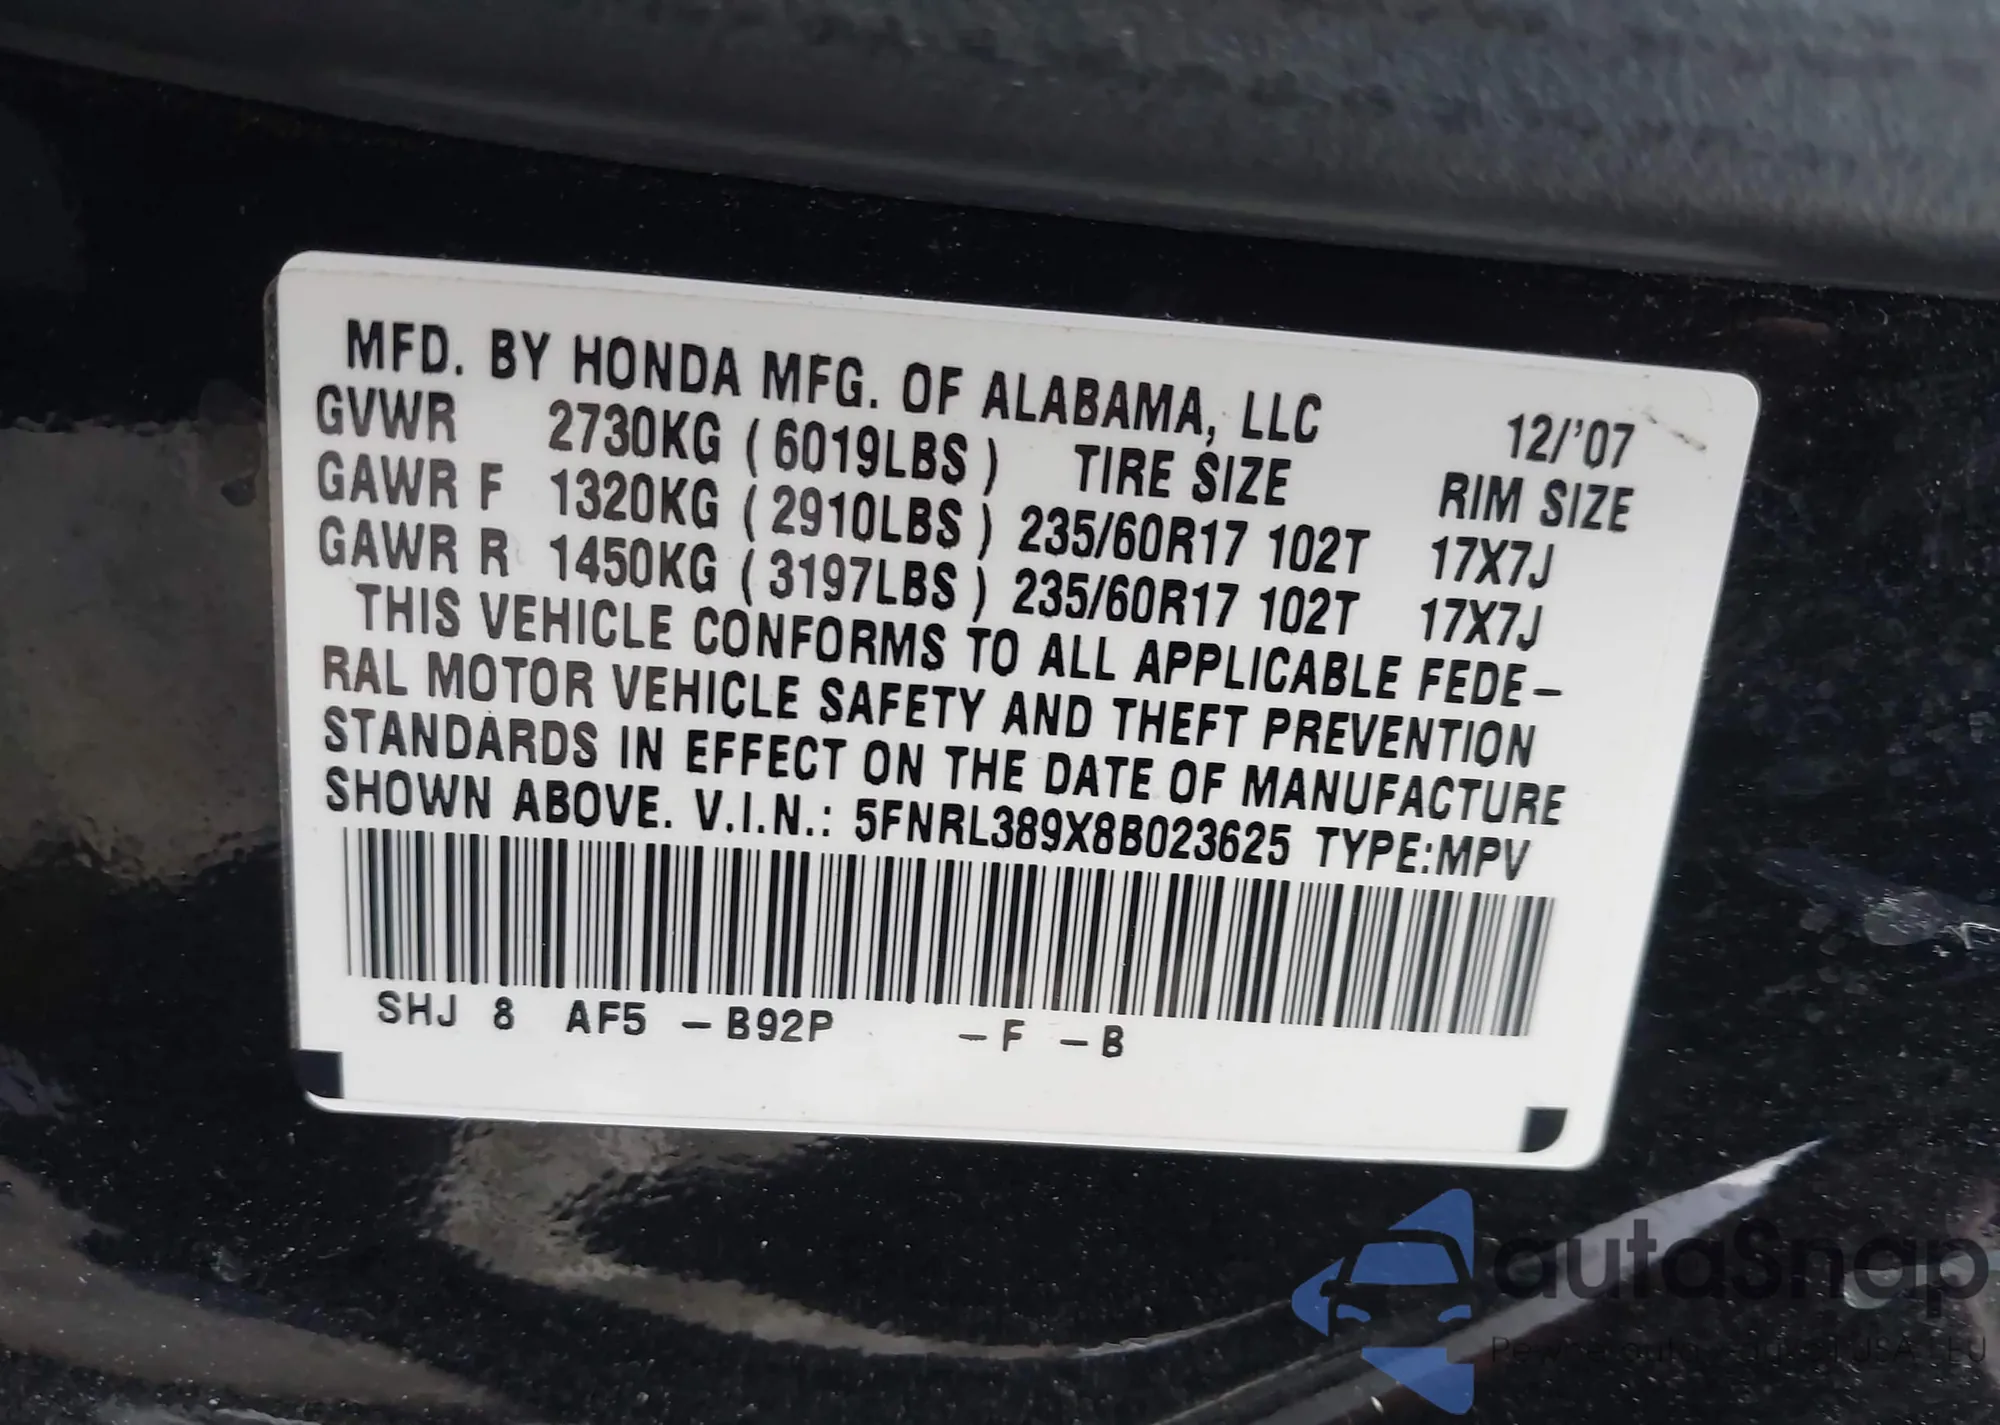 MFD. BY HONDA MFG. OF ALABAMA, LLC 12/'07
GVWR 2730KG ( 6019LBS ) TIRE SIZE RIM SIZE
GAWR F 1320KG ( 2910LBS ) 235/60R17 102T 17X7J
GAWR R 1450KG ( 3197LBS ) 235/60R17 102T 17X7J
THIS VEHICLE CONFORMS TO ALL APPLICABLE FEDE-
RAL MOTOR VEHICLE SAFETY AND THEFT PREVENTION
STANDARDS IN EFFECT ON THE DATE OF MANUFACTURE
SHOWN ABOVE. V.I.N.: 5FNRL389X8B023625 TYPE:MPV
SHJ 8 AF5 -B92P -F -B
autaSnap